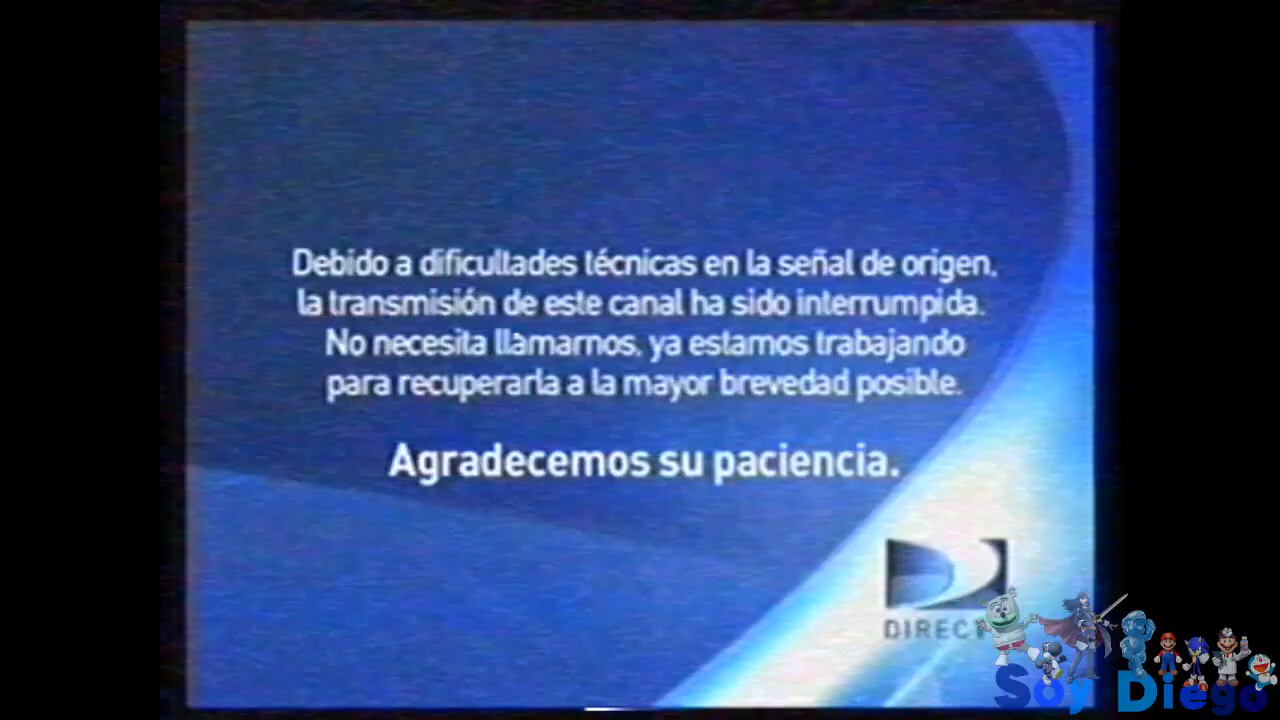 Debido a dificultades técnicas en la señal de origen,
la transmisión de este canal ha sido interrumpida.
No necesita llamarnos, ya estamos trabajando
para recuperarla a la mayor brevedad posible.
Agradecemos su paciencia.
DIRECT
Soy Diego